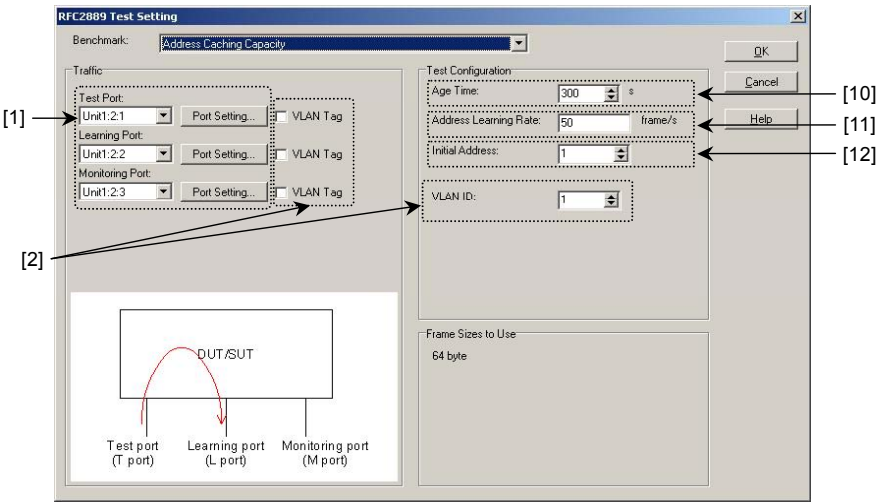 RFC2889 Test Setting
Benchmark: Address Caching Capacity
OK
Cancel
Help
Traffic
Test Port:
Unit1:2:1 Port Setting... VLAN Tag
Learning Port:
Unit1:2:2 Port Setting... VLAN Tag
Monitoring Port:
Unit1:2:3 Port Setting... VLAN Tag
Test Configuration
Age Time: 300 s
Address Learning Rate: 50 frame/s
Initial Address: 1
VLAN ID: 1
[1]
[2]
[10]
[11]
[12]
DUT/SUT
Test port
(T port)
Learning port
(L port)
Monitoring port
(M port)
Frame Sizes to Use
64 byte